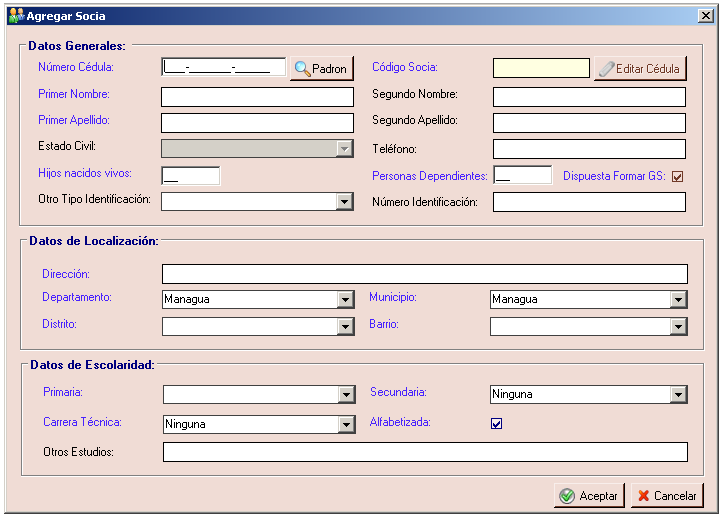 Agregar Socia
Datos Generales:
Número Cédula: ___-______-_____ Padron Código Socia: Editar Cédula
Primer Nombre: Segundo Nombre:
Primer Apellido: Segundo Apellido:
Estado Civil: Teléfono:
Hijos nacidos vivos: __ Personas Dependientes: __ Dispuesta Formar GS:
Otro Tipo Identificación: Número Identificación:
Datos de Localización:
Dirección:
Departamento: Managua Municipio: Managua
Distrito: Barrio:
Datos de Escolaridad:
Primaria: Secundaria: Ninguna
Carrera Técnica: Ninguna Alfabetizada:
Otros Estudios:
Aceptar Cancelar